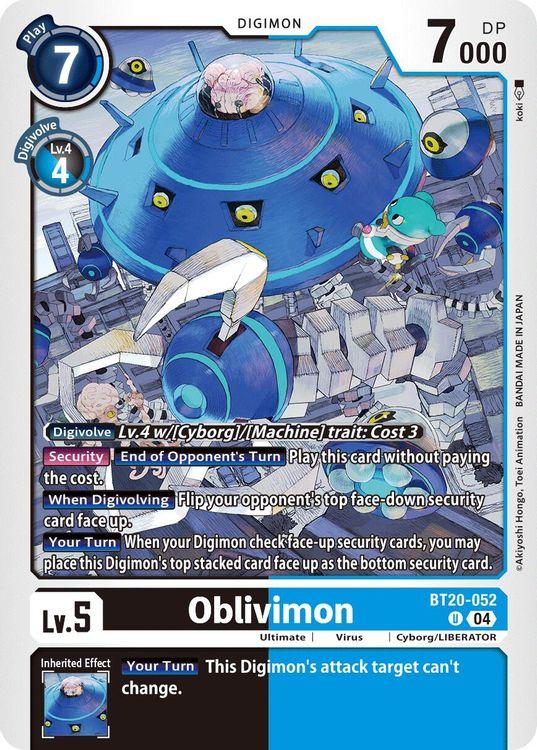 DIGIMON
Play
7
DP
7000
koki
Digivolve
Lv.4
4
Digivolve Lv.4 w/[Cyborg]/[Machine] trait: Cost 3
Security End of Opponent's Turn Play this card without paying
the cost.
When Digivolving Flip your opponent's top face-down security
card face up.
Your Turn When your Digimon check face-up security cards, you may
place this Digimon's top stacked card face up as the bottom security card.
©Akiyoshi Hongo, Toei Animation BANDAI MADE IN JAPAN
Lv.5
Oblivimon
BT20-052
U 04
Ultimate | Virus | Cyborg/LIBERATOR
Inherited Effect
Your Turn This Digimon's attack target can't
change.